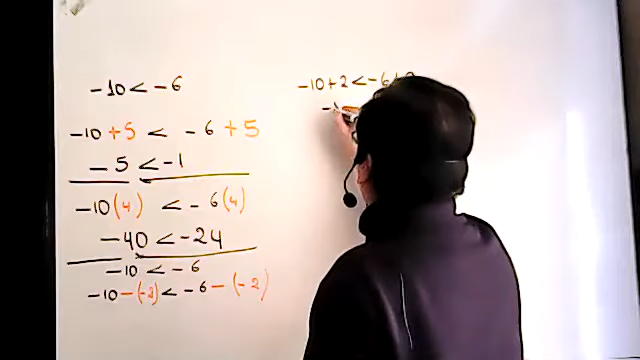 -10 < -6
-10 +5 < -6 +5
-5 < -1
-10(4) < -6(4)
-40 < -24
-10 < -6
-10 -(-2) < -6 -(-2)
-10+2 < -6+